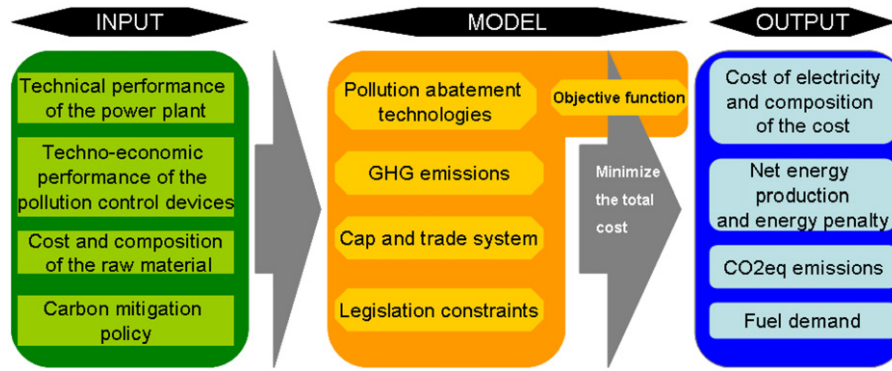 INPUT
MODEL
OUTPUT
Technical performance
of the power plant
Techno-economic
performance of the
pollution control devices
Cost and composition
of the raw material
Carbon mitigation
policy
Pollution abatement
technologies
GHG emissions
Cap and trade system
Legislation constraints
Objective function
Minimize
the total
cost
Cost of electricity
and composition
of the cost
Net energy
production
and energy penalty
CO2eq emissions
Fuel demand